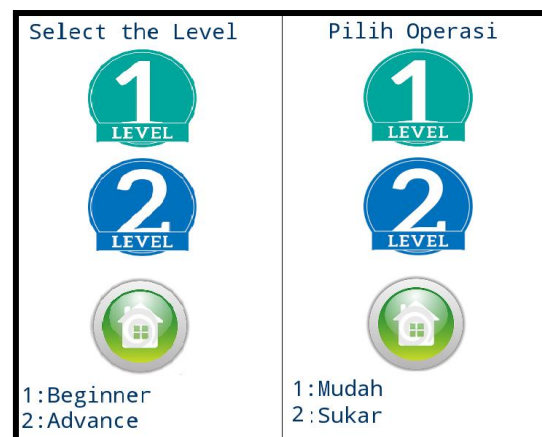 Select the Level
1
LEVEL
2
LEVEL
1:Beginner
2:Advance
Pilih Operasi
1
LEVEL
2
LEVEL
1:Mudah
2:Sukar